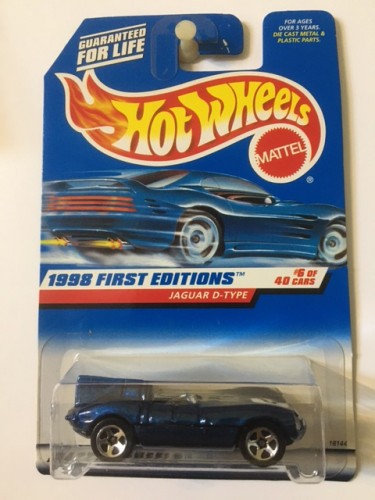 GUARANTEED
FOR LIFE
FOR AGES
OVER 3 YEARS.
DIE CAST METAL &
PLASTIC PARTS.
HOT WHEELS
MATTEL
®
1998 FIRST EDITIONS™
JAGUAR D-TYPE
#6 OF
40 CARS
18144